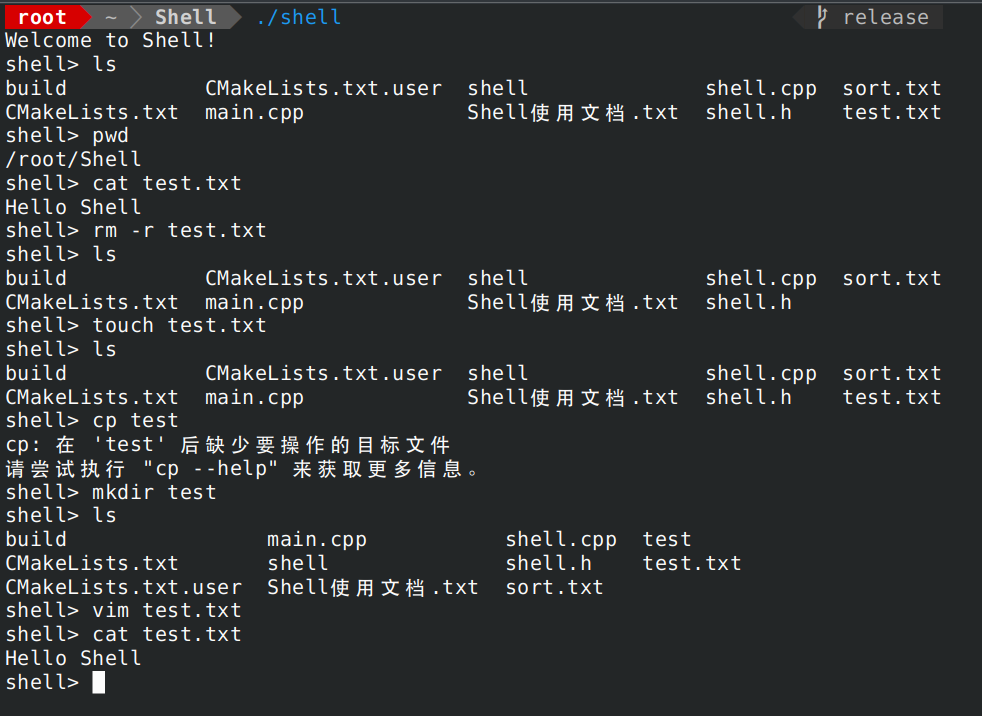 root ~ Shell ./shell release
Welcome to Shell!
shell> ls
build CMakeLists.txt.user shell shell.cpp sort.txt
CMakeLists.txt main.cpp Shell使用文档.txt shell.h test.txt
shell> pwd
/root/Shell
shell> cat test.txt
Hello Shell
shell> rm -r test.txt
shell> ls
build CMakeLists.txt.user shell shell.cpp sort.txt
CMakeLists.txt main.cpp Shell使用文档.txt shell.h
shell> touch test.txt
shell> ls
build CMakeLists.txt.user shell shell.cpp sort.txt
CMakeLists.txt main.cpp Shell使用文档.txt shell.h test.txt
shell> cp test
cp: 在 'test' 后缺少要操作的目标文件
请尝试执行 "cp --help" 来获取更多信息。
shell> mkdir test
shell> ls
build main.cpp shell.cpp test
CMakeLists.txt shell shell.h test.txt
CMakeLists.txt.user Shell使用文档.txt sort.txt
shell> vim test.txt
shell> cat test.txt
Hello Shell
shell>